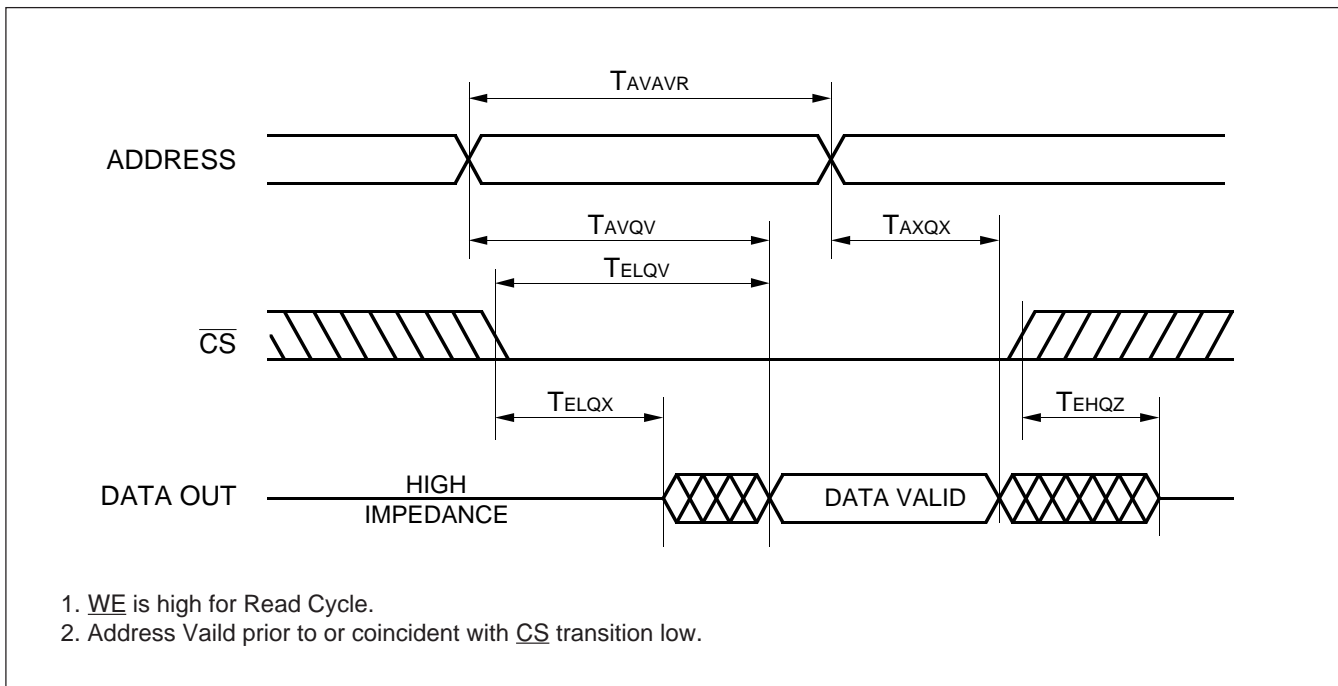 TAVAVR
ADDRESS
TAVQV
TAXQX
TELQV
CS
TELQX
TEHQZ
DATA OUT
HIGH
IMPEDANCE
DATA VALID
1. WE is high for Read Cycle.
2. Address Vaild prior to or coincident with CS transition low.